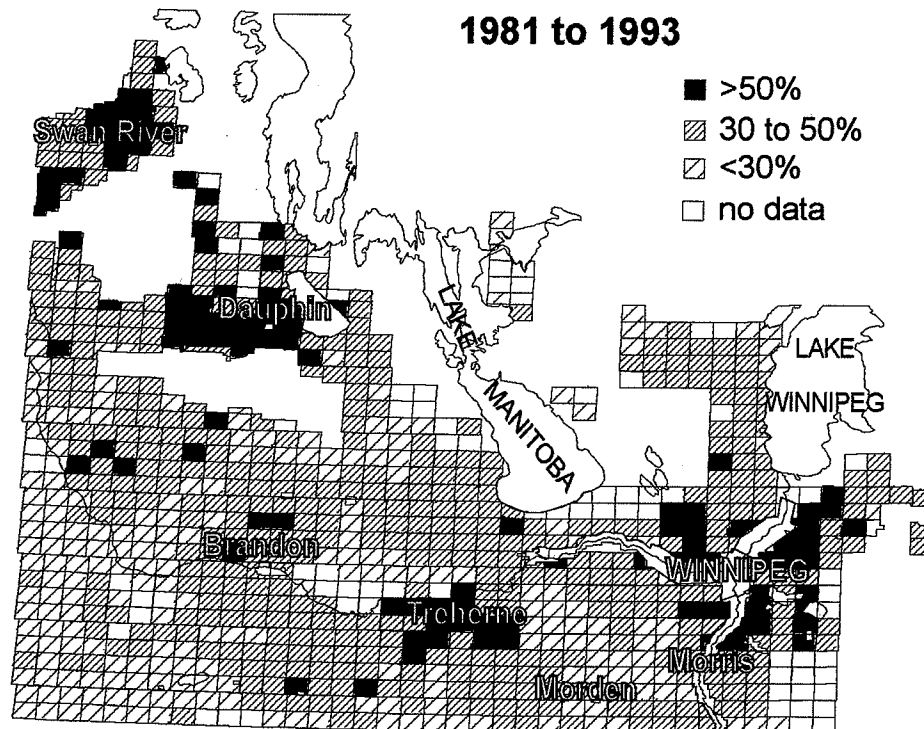 1981 to 1993
>50%
30 to 50%
<30%
no data
Swan River
Dauphin
LAKE
MANITOBA
LAKE
WINNIPEG
Brandon
WINNIPEG
Treherne
Morris
Morden